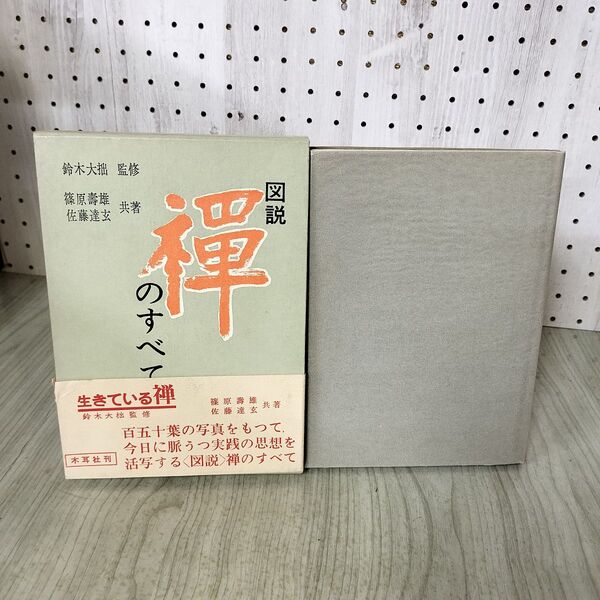 図説
禪
のすべて
鈴木大拙 監修
篠原壽雄
佐藤達玄 共著
生きている禅
鈴木大拙監修
篠原壽雄
佐藤達玄 共著
百五十葉の写真をもつて、
今日に脈うつ実践の思想を
活写する〈図説〉禅のすべて
木耳社刊